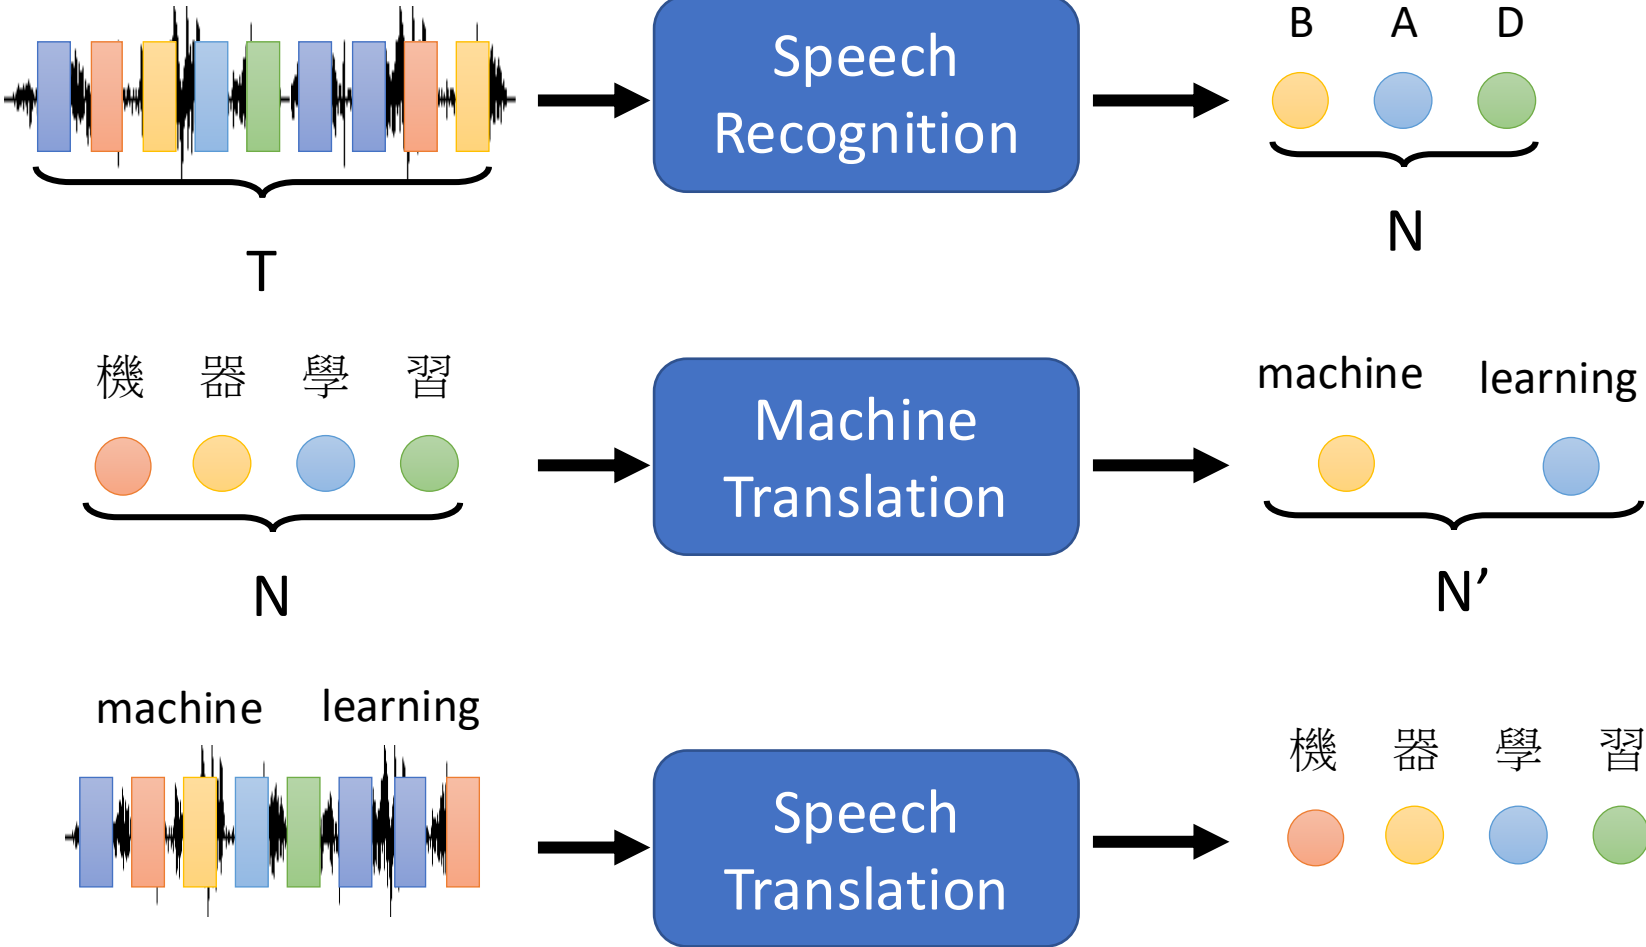 B A D
Speech
Recognition
N
T
機 器 學 習
Machine
Translation
machine learning
N
N’
machine learning
Speech
Translation
機 器 學 習